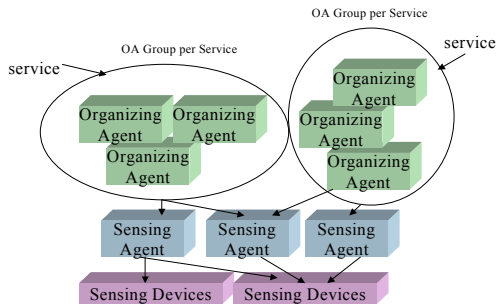 OA Group per Service
service
Organizing
Agent
Organizing
Agent
Organizing
Agent
OA Group per Service
service
Organizing
Agent
Organizing
Agent
Organizing
Agent
Sensing
Agent
Sensing
Agent
Sensing
Agent
Sensing Devices
Sensing Devices